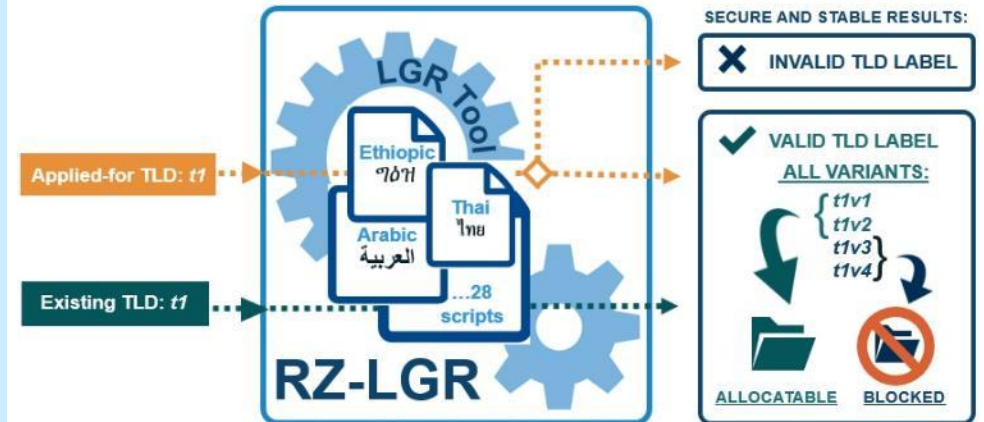 SECURE AND STABLE RESULTS:
INVALID TLD LABEL
LGR Tool
Applied-for TLD: t1
Ethiopic
ግዕዝ
Thai
ไทย
Arabic
العربية
...28
scripts
Existing TLD: t1
RZ-LGR
VALID TLD LABEL
ALL VARIANTS:
t1v1
t1v2
t1v3
t1v4
ALLOCATABLE
BLOCKED